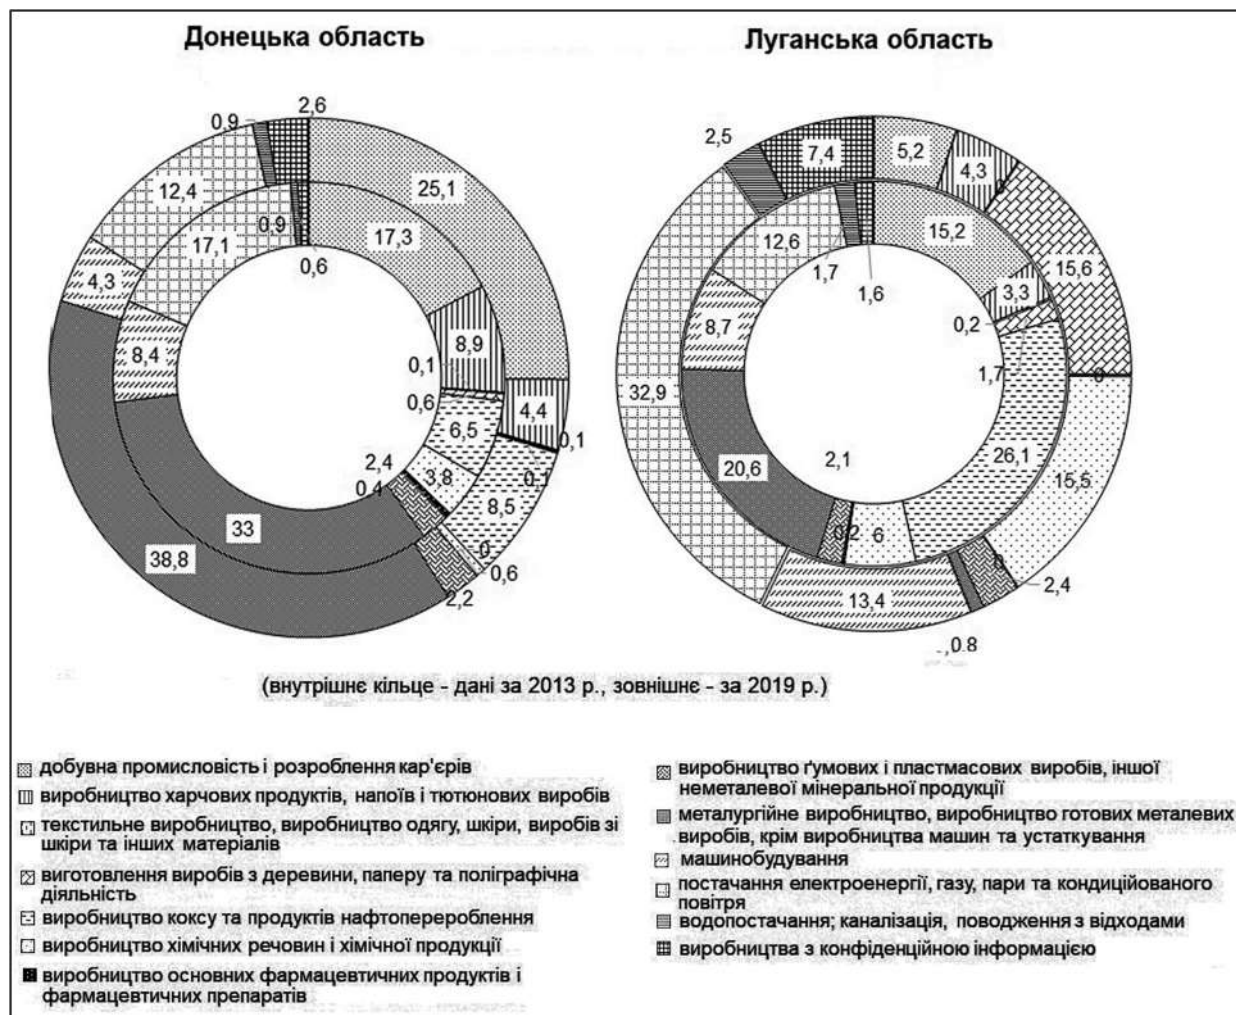 Донецька область
Луганська область
2,6
0,9
12,4
25,1
17,1
0,9
17,3
0,6
4,3
8,4
8,9
0,1
0,6
4,4
0,1
6,5
0,1
2,4
3,8
0,4
8,5
33
38,8
0
0,6
2,2
2,5
7,4
5,2
4,3
0
12,6
15,2
15,6
1,7
1,6
3,3
0,2
8,7
1,7
0
32,9
20,6
2,1
26,1
15,5
0,2
6
0
2,4
13,4
0.8
(внутрішнє кільце - дані за 2013 р., зовнішнє - за 2019 р.)
добувна промисловість і розроблення кар'єрів
виробництво харчових продуктів, напоїв і тютюнових виробів
текстильне виробництво, виробництво одягу, шкіри, виробів зі
шкіри та інших матеріалів
виготовлення виробів з деревини, паперу та поліграфічна
діяльність
виробництво коксу та продуктів нафтоперероблення
виробництво хімічних речовин і хімічної продукції
виробництво основних фармацевтичних продуктів і
фармацевтичних препаратів
виробництво ґумових і пластмасових виробів, іншої
неметалевої мінеральної продукції
металургійне виробництво, виробництво готових металевих
виробів, крім виробництва машин та устаткування
машинобудування
постачання електроенергії, газу, пари та кондиційованого
повітря
водопостачання; каналізація, поводження з відходами
виробництва з конфіденційною інформацією